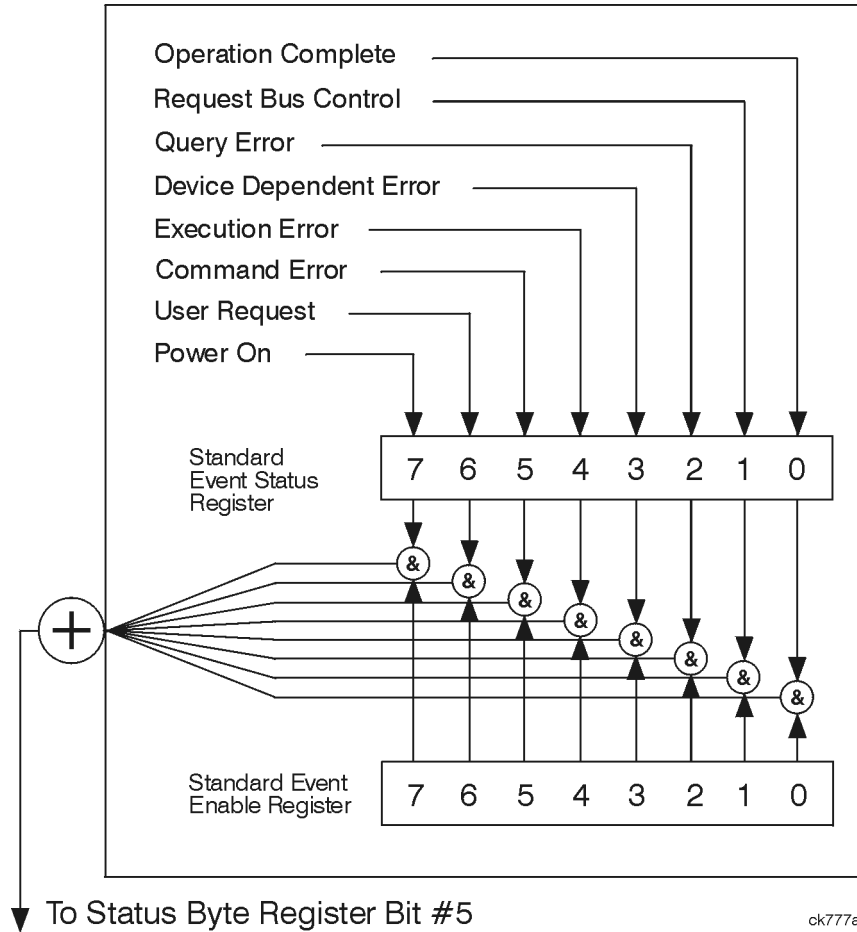 Operation Complete
Request Bus Control
Query Error
Device Dependent Error
Execution Error
Command Error
User Request
Power On
Standard
Event Status
Register
7 6 5 4 3 2 1 0
&
&
&
&
&
&
&
&
+
Standard Event
Enable Register
7 6 5 4 3 2 1 0
To Status Byte Register Bit #5
ck777a